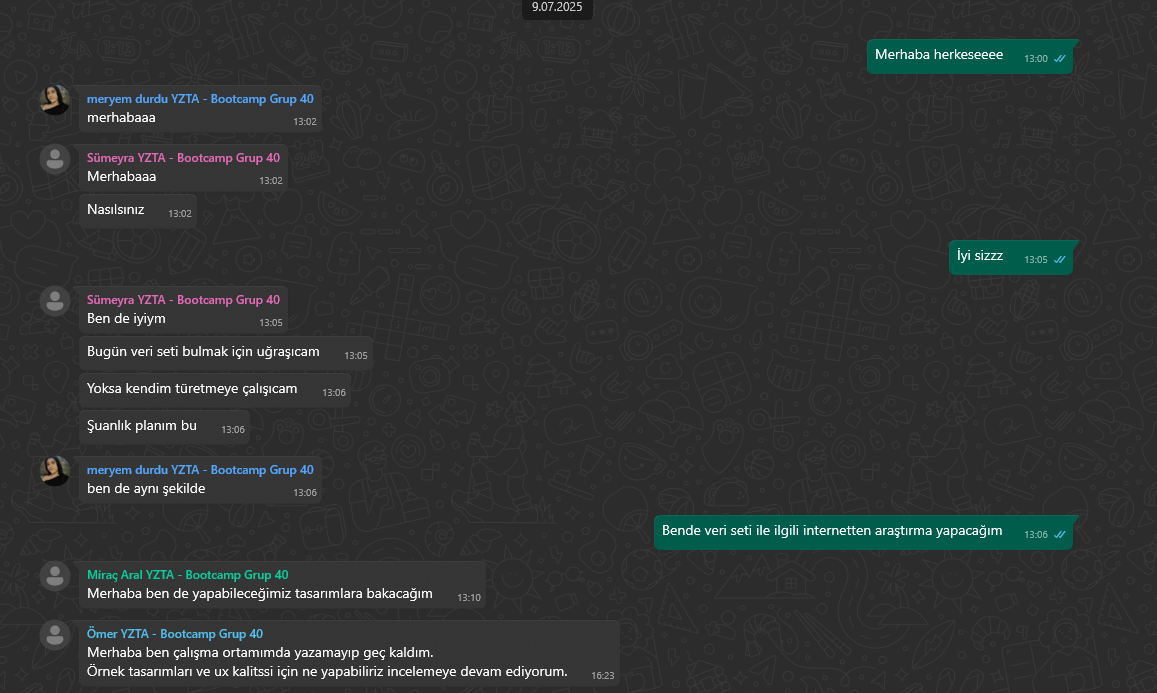 9.07.2025
Merhaba herkeseeee 13:00
meryem durdu YZTA - Bootcamp Grup 40
merhabaaa 13:02
Sümeyra YZTA - Bootcamp Grup 40
Merhabaaa 13:02
Nasılsınız 13:02
İyi sizzz 13:05
Sümeyra YZTA - Bootcamp Grup 40
Ben de iyiym 13:05
Bugün veri seti bulmak için uğraşıcam 13:05
Yoksa kendim türetmeye çalışıcam 13:06
Şuanlık planım bu 13:06
meryem durdu YZTA - Bootcamp Grup 40
ben de aynı şekilde 13:06
Bende veri seti ile ilgili internetten araştırma yapacağım 13:06
Miraç Aral YZTA - Bootcamp Grup 40
Merhaba ben de yapabileceğimiz tasarımlara bakacağım 13:10
Ömer YZTA - Bootcamp Grup 40
Merhaba ben çalışma ortamımda yazamayıp geç kaldım.
Örnek tasarımları ve ux kalitssi için ne yapabiliriz incelemeye devam ediyorum. 16:23